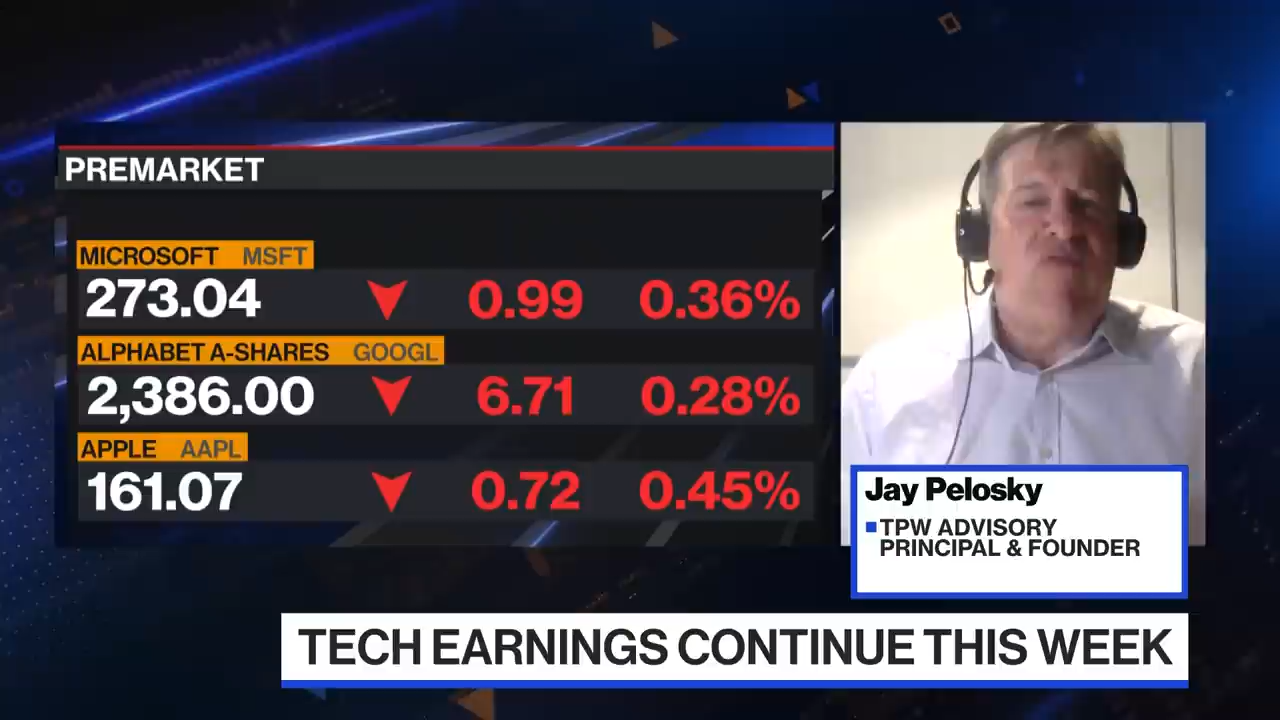 PREMARKET
MICROSOFT MSFT
273.04 0.99 0.36%
ALPHABET A-SHARES GOOGL
2,386.00 6.71 0.28%
APPLE AAPL
161.07 0.72 0.45%
Jay Pelosky
TPW ADVISORY
PRINCIPAL & FOUNDER
TECH EARNINGS CONTINUE THIS WEEK